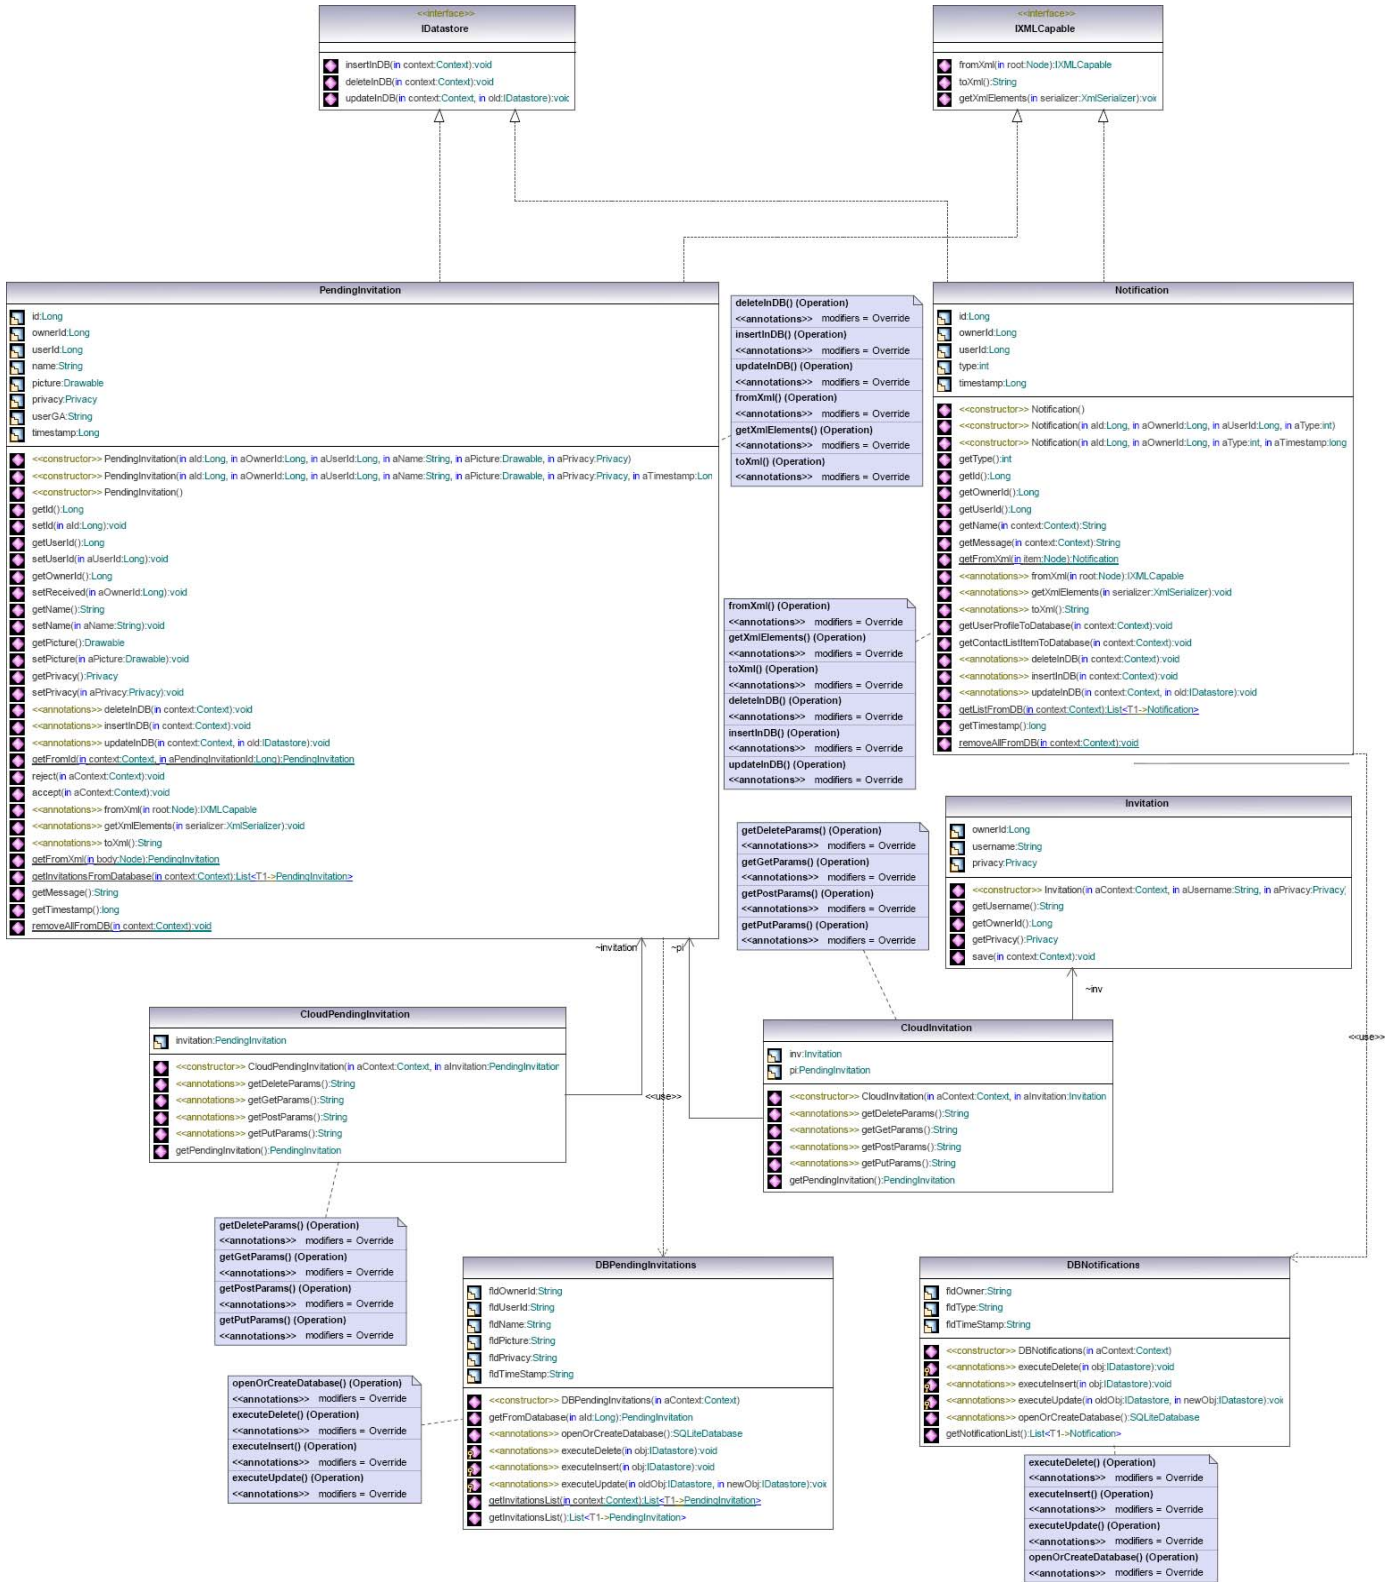 <<interface>>
IDatastore
insertInDB(in context:Context):void
deleteInDB(in context:Context):void
updateInDB(in context:Context, in old:IDatastore):voic
<<interface>>
IXMLCapable
fromXml(in root:Node):IXMLCapable
toXml():String
getXmlElements(in serializer:XmlSerializer):voi
PendingInvitation
id:Long
ownerId:Long
userId:Long
name:String
picture:Drawable
privacy:Privacy
userGA:String
timestamp:Long
<<constructor>> PendingInvitation(in aId:Long, in aOwnerId:Long, in aUserId:Long, in aName:String, in aPicture:Drawable, in aPrivacy:Privacy)
<<constructor>> PendingInvitation(in aId:Long, in aOwnerId:Long, in aUserId:Long, in aName:String, in aPicture:Drawable, in aPrivacy:Privacy, in aTimestamp:Lon
<<constructor>> PendingInvitation()
getId():Long
setId(in aId:Long):void
getUserId():Long
setUserId(in aUserId:Long):void
getOwnerId():Long
setReceived(in aOwnerId:Long):void
getName():String
setName(in aName:String):void
getPicture():Drawable
setPicture(in aPicture:Drawable):void
getPrivacy():Privacy
setPrivacy(in aPrivacy:Privacy):void
<<annotations>> deleteInDB(in context:Context):void
<<annotations>> insertInDB(in context:Context):void
<<annotations>> updateInDB(in context:Context, in old:IDatastore):void
getFromId(in context:Context, in aPendingInvitationId:Long):PendingInvitation
reject(in aContext:Context):void
accept(in aContext:Context):void
<<annotations>> fromXml(in root:Node):IXMLCapable
<<annotations>> getXmlElements(in serializer:XmlSerializer):void
<<annotations>> toXml():String
getFromXml(in body:Node):PendingInvitation
getInvitationsFromDatabase(in context:Context):List<T1->PendingInvitation>
getMessage():String
getTimestamp():long
removeAllFromDB(in context:Context):void
deleteInDB() (Operation)
<<annotations>> modifiers = Override
insertInDB() (Operation)
<<annotations>> modifiers = Override
updateInDB() (Operation)
<<annotations>> modifiers = Override
fromXml() (Operation)
<<annotations>> modifiers = Override
getXmlElements() (Operation)
<<annotations>> modifiers = Override
toXml() (Operation)
<<annotations>> modifiers = Override
Notification
id:Long
ownerId:Long
userId:Long
type:int
timestamp:Long
<<constructor>> Notification()
<<constructor>> Notification(in aId:Long, in aOwnerId:Long, in aUserId:Long, in aType:int)
<<constructor>> Notification(in aId:Long, in aOwnerId:Long, in aType:int, in aTimestamp:long
getType():int
getId():Long
getOwnerId():Long
getUserId():Long
getName(in context:Context):String
getMessage(in context:Context):String
getFromXml(in item:Node):Notification
<<annotations>> fromXml(in root:Node):IXMLCapable
<<annotations>> getXmlElements(in serializer:XmlSerializer):void
<<annotations>> toXml():String
getUserProfileToDatabase(in context:Context):void
getContactListItemToDatabase(in context:Context):void
<<annotations>> deleteInDB(in context:Context):void
<<annotations>> insertInDB(in context:Context):void
<<annotations>> updateInDB(in context:Context, in old:IDatastore):void
getListFromDB(in context:Context):List<T1->Notification>
getTimestamp():long
removeAllFromDB(in context:Context):void
fromXml() (Operation)
<<annotations>> modifiers = Override
getXmlElements() (Operation)
<<annotations>> modifiers = Override
toXml() (Operation)
<<annotations>> modifiers = Override
deleteInDB() (Operation)
<<annotations>> modifiers = Override
insertInDB() (Operation)
<<annotations>> modifiers = Override
updateInDB() (Operation)
<<annotations>> modifiers = Override
getDeleteParams() (Operation)
<<annotations>> modifiers = Override
getGetParams() (Operation)
<<annotations>> modifiers = Override
getPostParams() (Operation)
<<annotations>> modifiers = Override
getPutParams() (Operation)
<<annotations>> modifiers = Override
Invitation
ownerId:Long
username:String
privacy:Privacy
<<constructor>> Invitation(in aContext:Context, in aUsername:String, in aPrivacy:Privacy)
getUsername():String
getOwnerId():Long
getPrivacy():Privacy
save(in context:Context):void
~invitation
~pi
~inv
<<use>>
<<use>>
CloudPendingInvitation
invitation:PendingInvitation
<<constructor>> CloudPendingInvitation(in aContext:Context, in aInvitation:PendingInvitation
<<annotations>> getDeleteParams():String
<<annotations>> getGetParams():String
<<annotations>> getPostParams():String
<<annotations>> getPutParams():String
getPendingInvitation():PendingInvitation
CloudInvitation
inv:Invitation
pi:PendingInvitation
<<constructor>> CloudInvitation(in aContext:Context, in aInvitation:Invitation
<<annotations>> getDeleteParams():String
<<annotations>> getGetParams():String
<<annotations>> getPostParams():String
<<annotations>> getPutParams():String
getPendingInvitation():PendingInvitation
getDeleteParams() (Operation)
<<annotations>> modifiers = Override
getGetParams() (Operation)
<<annotations>> modifiers = Override
getPostParams() (Operation)
<<annotations>> modifiers = Override
getPutParams() (Operation)
<<annotations>> modifiers = Override
DBPendingInvitations
fldOwnerId:String
fldUserId:String
fldName:String
fldPicture:String
fldPrivacy:String
fldTimeStamp:String
<<constructor>> DBPendingInvitations(in aContext:Context)
getFromDatabase(in aId:Long):PendingInvitation
<<annotations>> openOrCreateDatabase():SQLiteDatabase
<<annotations>> executeDelete(in obj:IDatastore):void
<<annotations>> executeInsert(in obj:IDatastore):void
<<annotations>> executeUpdate(in oldObj:IDatastore, in newObj:IDatastore):voic
getInvitationsList(in context:Context):List<T1->PendingInvitation>
getInvitationsList():List<T1->PendingInvitation>
openOrCreateDatabase() (Operation)
<<annotations>> modifiers = Override
executeDelete() (Operation)
<<annotations>> modifiers = Override
executeInsert() (Operation)
<<annotations>> modifiers = Override
executeUpdate() (Operation)
<<annotations>> modifiers = Override
DBNotifications
fldOwner:String
fldType:String
fldTimeStamp:String
<<constructor>> DBNotifications(in aContext:Context)
<<annotations>> executeDelete(in obj:IDatastore):void
<<annotations>> executeInsert(in obj:IDatastore):void
<<annotations>> executeUpdate(in oldObj:IDatastore, in newObj:IDatastore):voic
<<annotations>> openOrCreateDatabase():SQLiteDatabase
getNotificationList():List<T1->Notification>
executeDelete() (Operation)
<<annotations>> modifiers = Override
executeInsert() (Operation)
<<annotations>> modifiers = Override
executeUpdate() (Operation)
<<annotations>> modifiers = Override
openOrCreateDatabase() (Operation)
<<annotations>> modifiers = Override